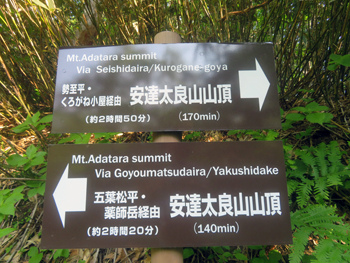 Mt.Adatara summit
Via Seishidaira/Kurogane-goya
勢至平・
くろがね小屋経由 安達太良山山頂
(約2時間50分) (170min)
Mt.Adatara summit
Via Goyoumatsudaira/Yakushidake
五葉松平・
薬師岳経由 安達太良山山頂
(約2時間20分) (140min)